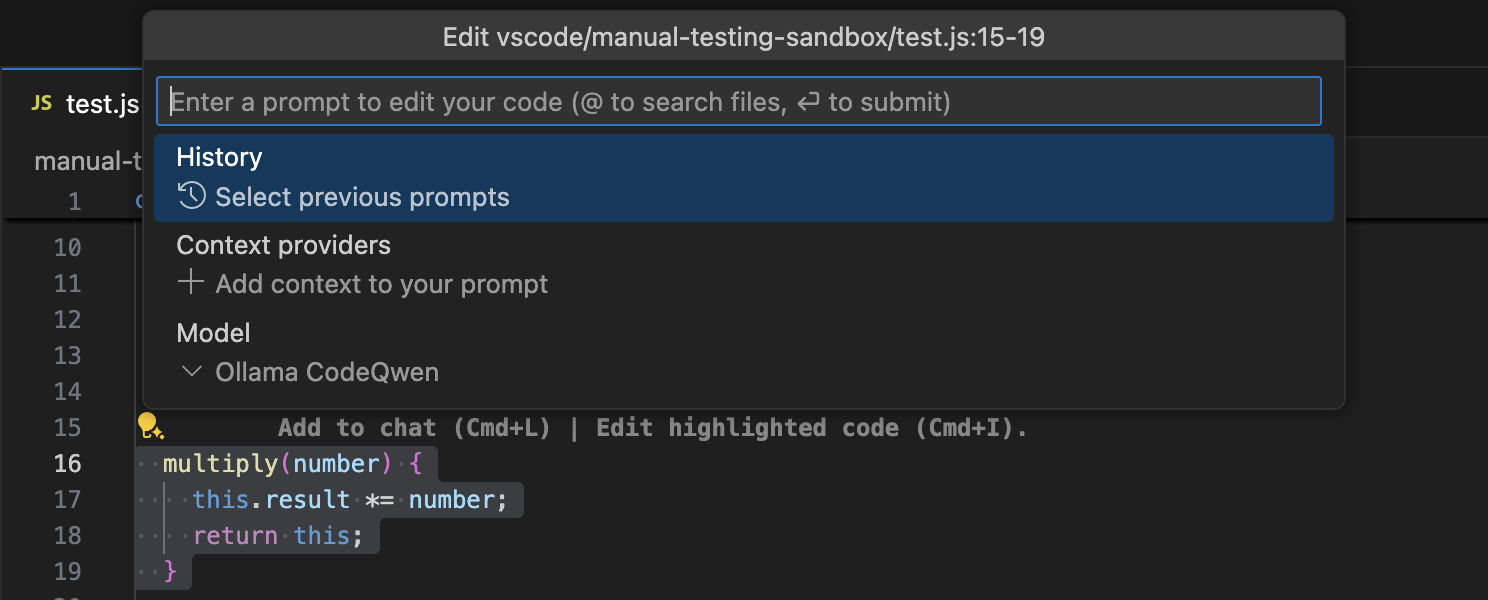 Edit vscode/manual-testing-sandbox/test.js:15-19
JS test.js
Enter a prompt to edit your code (@ to search files, ⏎ to submit)
History
Select previous prompts
Context providers
Add context to your prompt
Model
Ollama CodeQwen
manual-t
1 c
10
11
12
13
14
15 Add to chat (Cmd+L) | Edit highlighted code (Cmd+I).
16 multiply(number) {
17 this.result *= number;
18 return this;
19 }